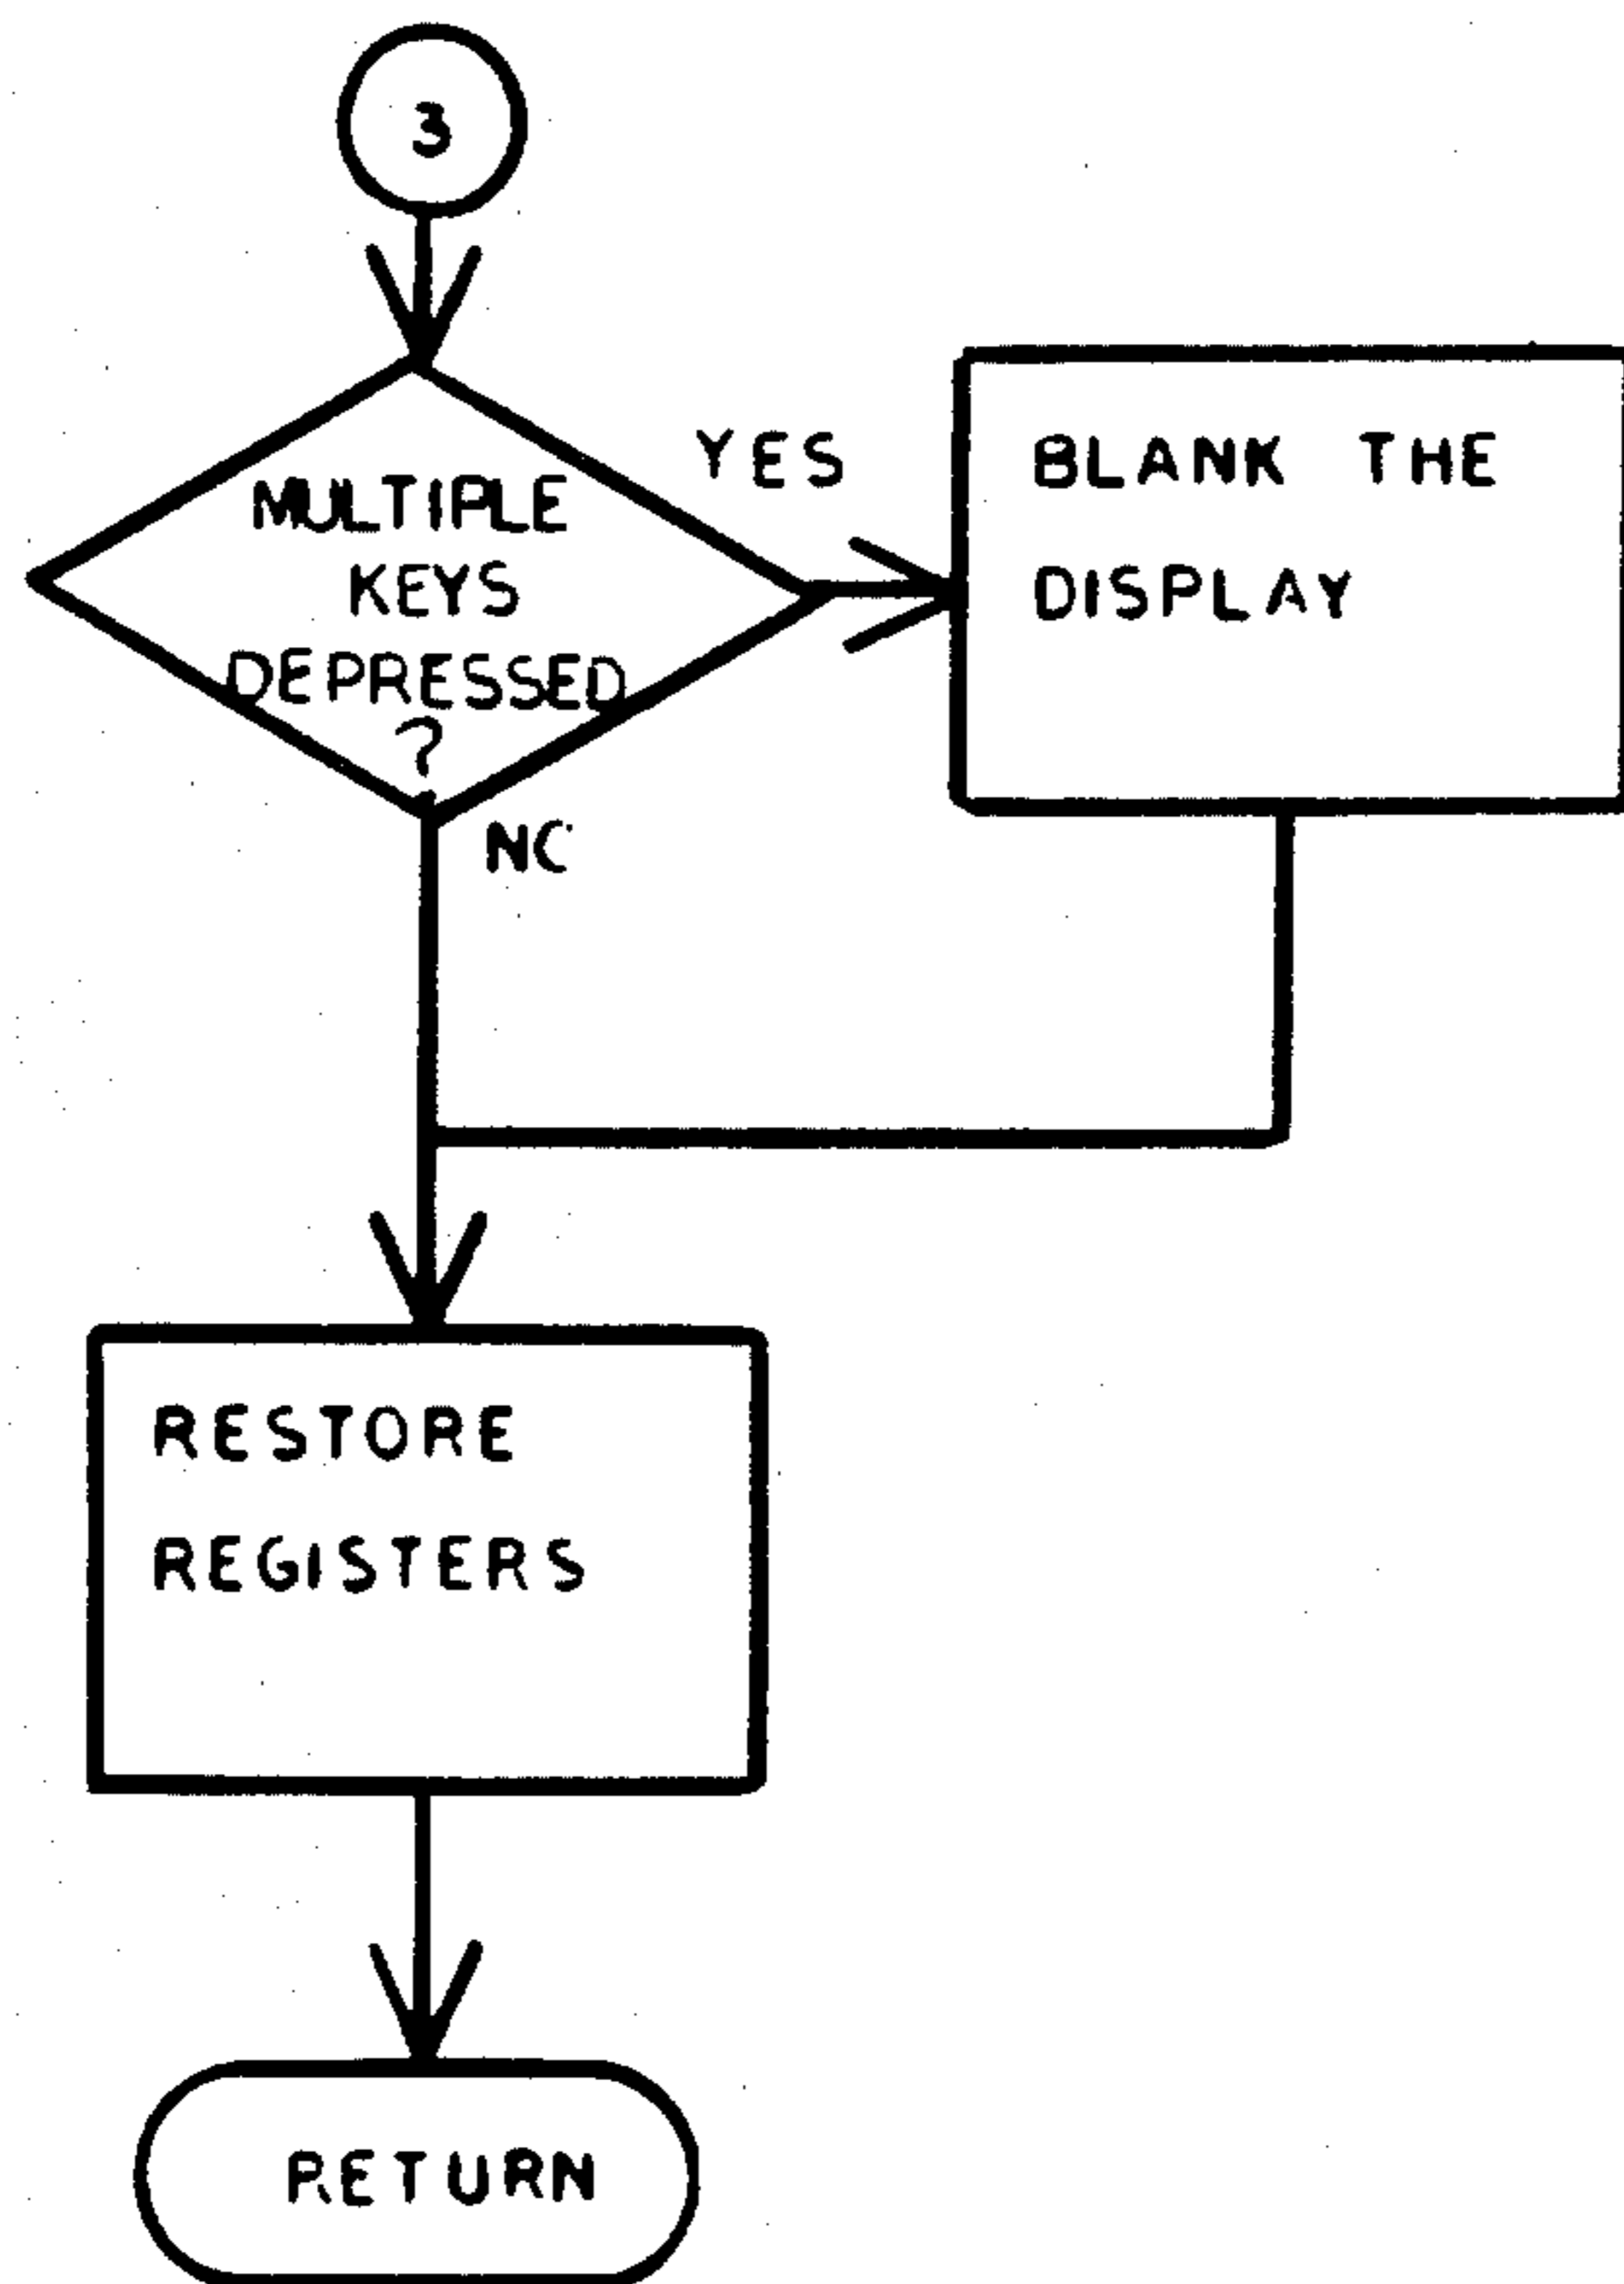 3
MULTIPLE
KEYS
DEPRESSED
?
YES
BLANK THE
DISPLAY
NC
RESTORE
REGISTERS
RETURN